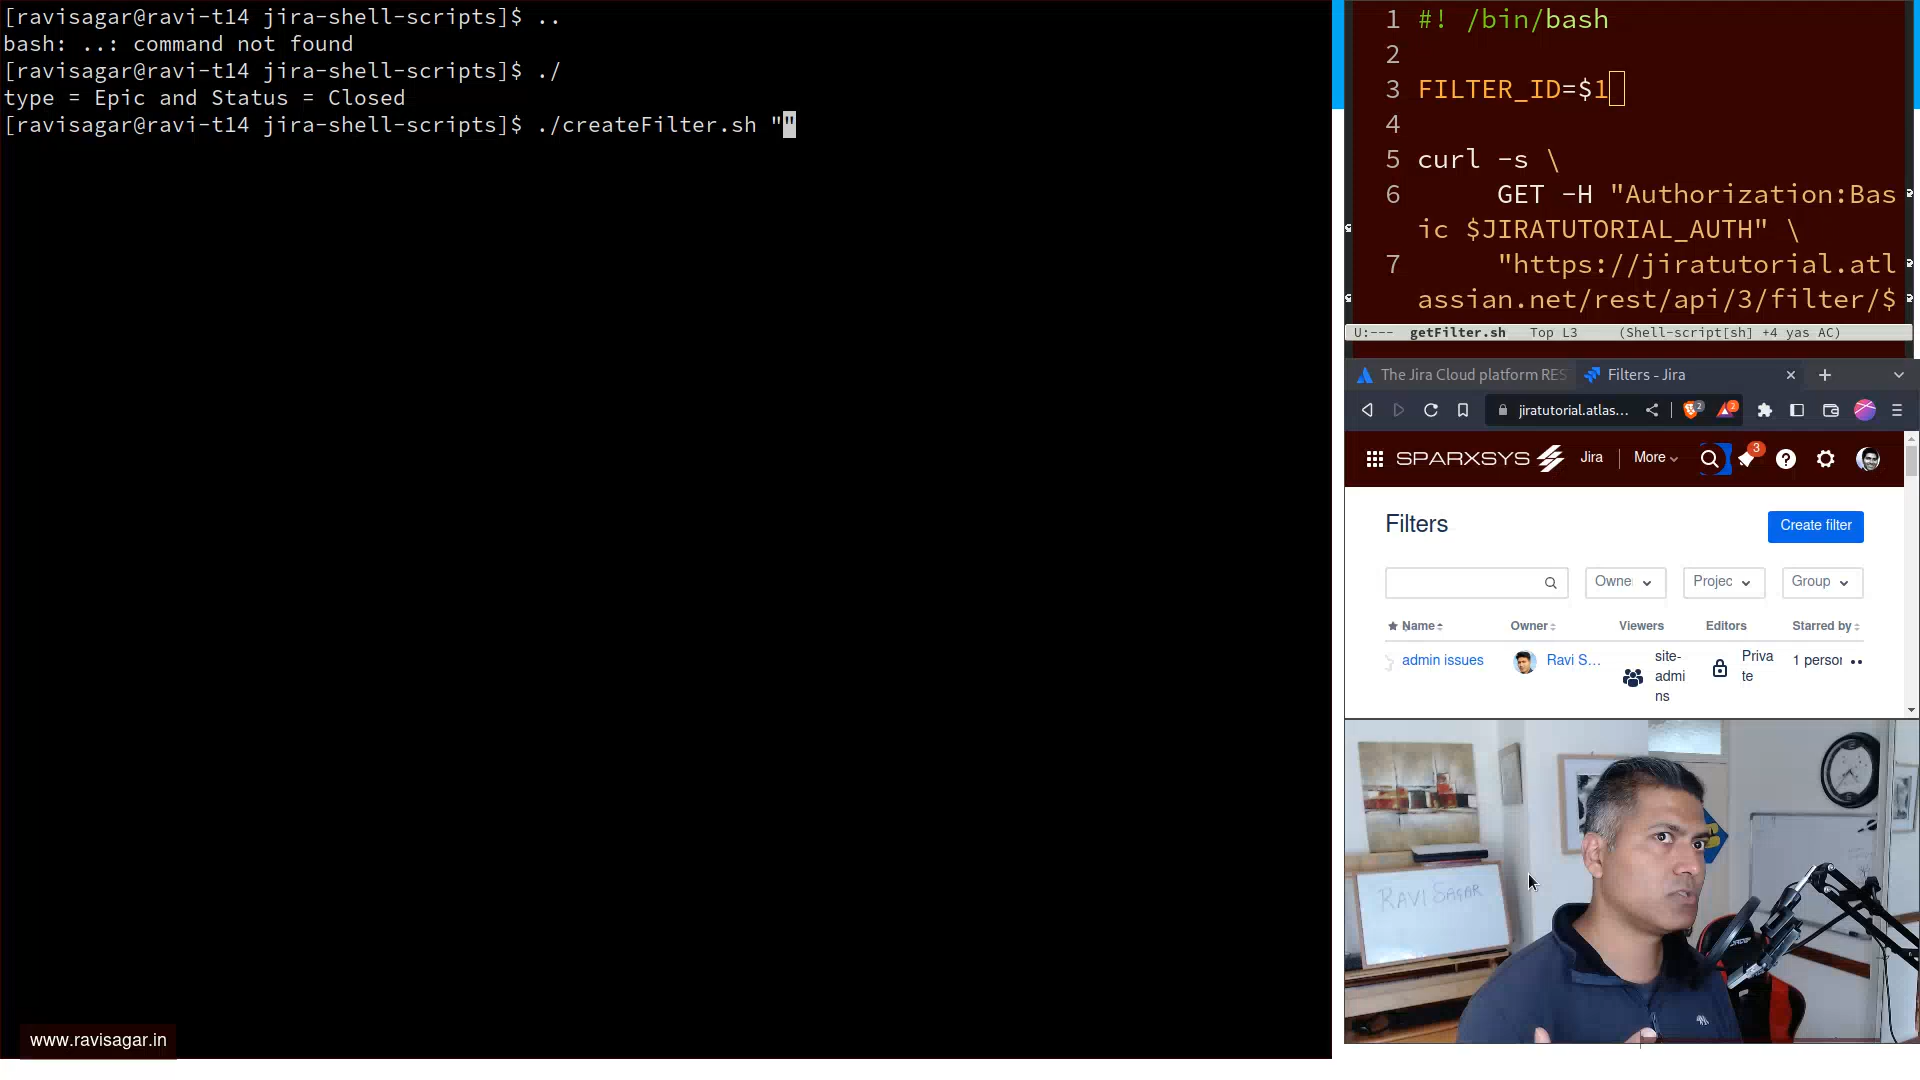 [ravisagar@ravi-t14 jira-shell-scripts]$ ..
bash: ..: command not found
[ravisagar@ravi-t14 jira-shell-scripts]$ ./
type = Epic and Status = Closed
[ravisagar@ravi-t14 jira-shell-scripts]$ ./createFilter.sh ""
www.ravisagar.in
1 #! /bin/bash
2
3 FILTER_ID=$1
4
5 curl -s \
6 GET -H "Authorization:Bas
ic $JIRATUTORIAL_AUTH" \
7 "https://jiratutorial.atl
assian.net/rest/api/3/filter/$
U:--- getFilter.sh Top L3 (Shell-script[sh] +4 yas AC)
The Jira Cloud platform RES
Filters - Jira
jiratutorial.atlas...
2
2
SPARXSYS
Jira
More
3
Filters
Create filter
Owne
Projec
Group
Name
Owner
Viewers
Editors
Starred by
admin issues
Ravi S...
site-
admi
ns
Priva
te
1 person
RAVI SAGAR